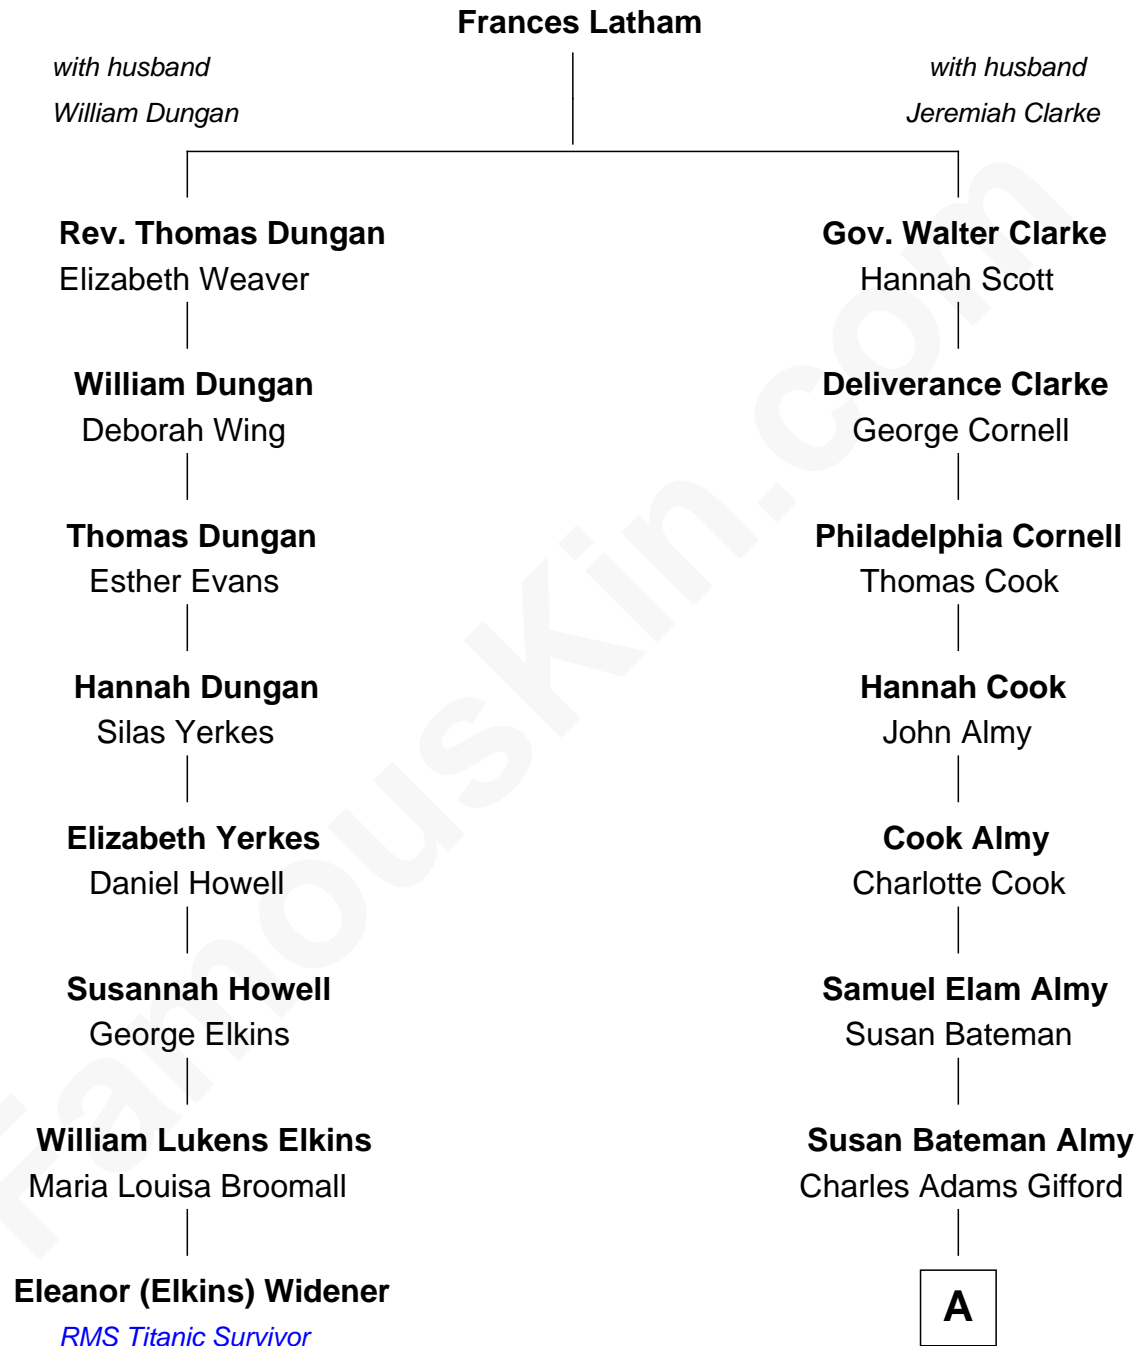 Frances Latham
with husband
William Dungan
with husband
Jeremiah Clarke
Rev. Thomas Dungan
Elizabeth Weaver
Gov. Walter Clarke
Hannah Scott
William Dungan
Deborah Wing
Deliverance Clarke
George Cornell
Thomas Dungan
Esther Evans
Philadelphia Cornell
Thomas Cook
Hannah Dungan
Silas Yerkes
Hannah Cook
John Almy
Elizabeth Yerkes
Daniel Howell
Cook Almy
Charlotte Cook
Susannah Howell
George Elkins
Samuel Elam Almy
Susan Bateman
William Lukens Elkins
Maria Louisa Broomall
Susan Bateman Almy
Charles Adams Gifford
Eleanor (Elkins) Widener
RMS Titanic Survivor
A
FamousKin.com